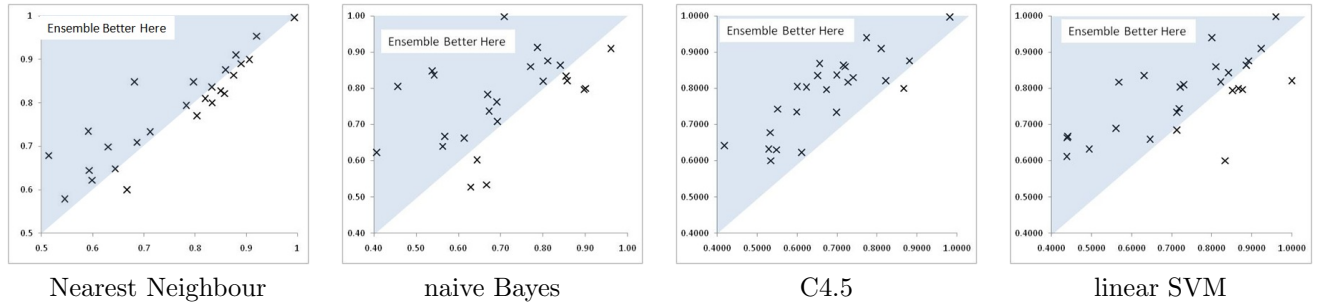 1
0.9
0.8
0.7
0.6
0.5
0.5 0.6 0.7 0.8 0.9 1
Ensemble Better Here
Nearest Neighbour
1.00
0.90
0.80
0.70
0.60
0.50
0.40
0.40 0.50 0.60 0.70 0.80 0.90 1.00
Ensemble Better Here
naive Bayes
1.0000
0.9000
0.8000
0.7000
0.6000
0.5000
0.4000
0.4000 0.5000 0.6000 0.7000 0.8000 0.9000 1.0000
Ensemble Better Here
C4.5
1.0000
0.9000
0.8000
0.7000
0.6000
0.5000
0.4000
0.4000 0.5000 0.6000 0.7000 0.8000 0.9000 1.0000
Ensemble Better Here
linear SVM